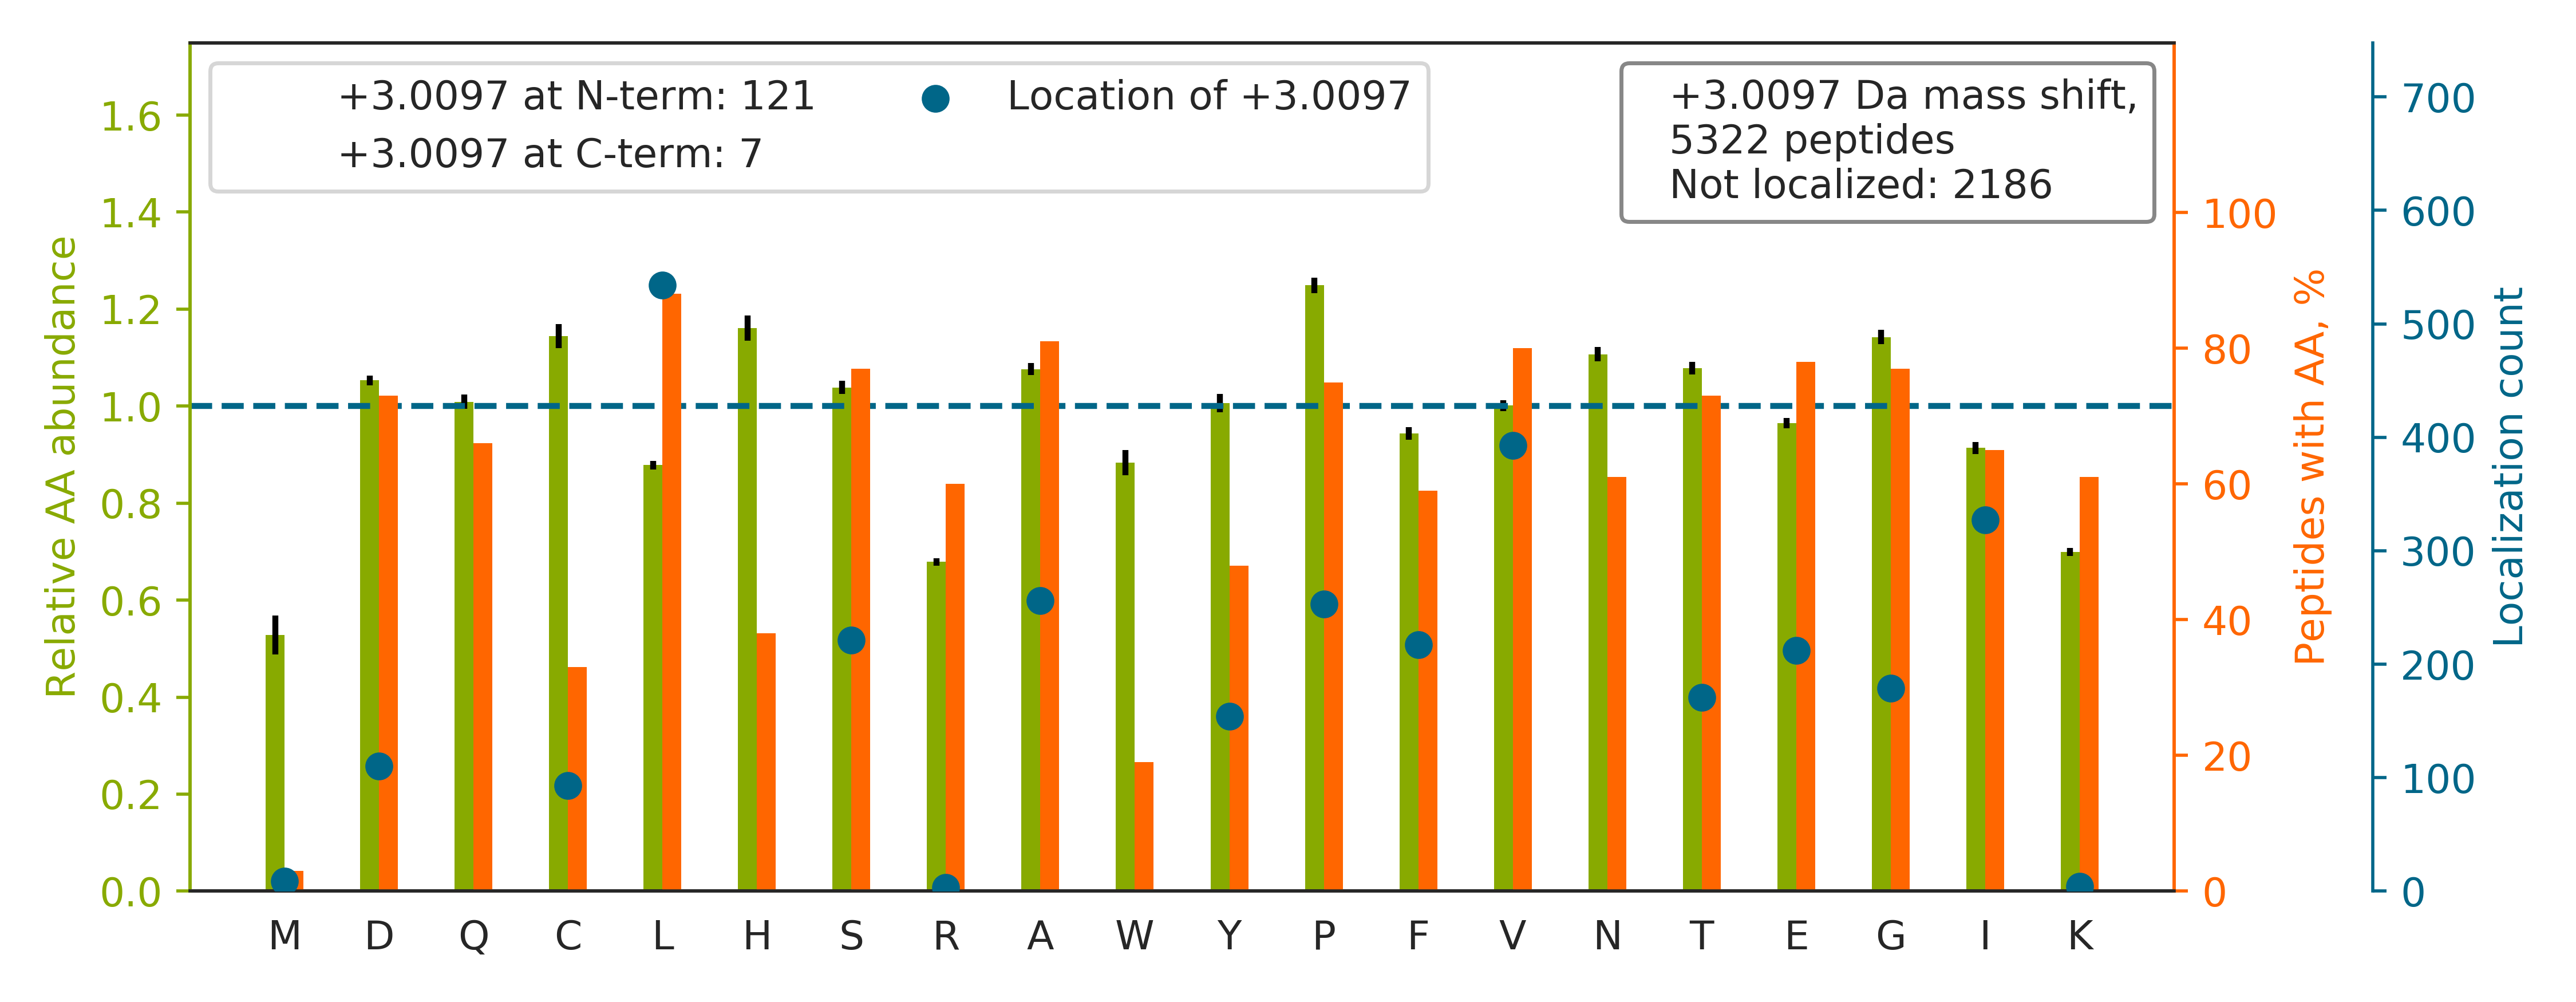 +3.0097 at N-term: 121
+3.0097 at C-term: 7
Location of +3.0097
+3.0097 Da mass shift,
5322 peptides
Not localized: 2186
Relative AA abundance
1.6
1.4
1.2
1.0
0.8
0.6
0.4
0.2
0.0
M D Q C L H S R A W Y P F V N T E G I K
100
80
60
40
20
0
Peptides with AA, %
700
600
500
400
300
200
100
0
Localization count